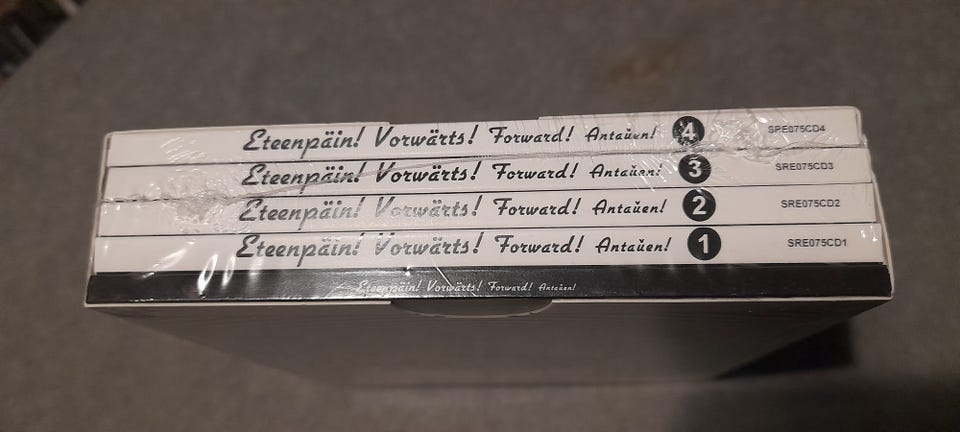 Eteenpäin! Vorwärts! Forward! Antaŭen! 4 SRE075CD4
Eteenpäin! Vorwärts! Forward! Antaŭen! 3 SRE075CD3
Eteenpäin! Vorwärts! Forward! Antaŭen! 2 SRE075CD2
Eteenpäin! Vorwärts! Forward! Antaŭen! 1 SRE075CD1
Eteenpäin! Vorwärts! Forward! Antaŭen!